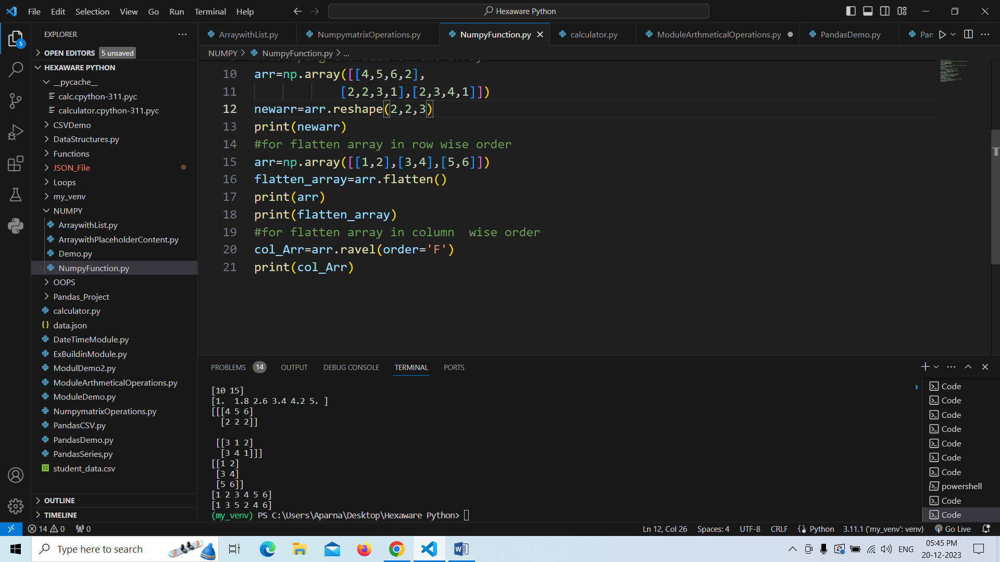 File Edit Selection View Go Run Terminal Help
Hexaware Python
EXPLORER
ArraywithList.py
NumpymatrixOperations.py
NumpyFunction.py
calculator.py
ModuleArthmeticalOperations.py
PandasDemo.py
Pan
OPEN EDITORS 5 unsaved
NUMPY > NumpyFunction.py > ...
5
HEXAWARE PYTHON
__pycache__
calc.cpython-311.pyc
calculator.cpython-311.pyc
CSVDemo
DataStructures.py
Functions
JSON_File
Loops
my_venv
NUMPY
ArraywithList.py
ArraywithPlaceholderContent.py
Demo.py
NumpyFunction.py
OOPS
Pandas_Project
calculator.py
data.json
DateTimeModule.py
ExBuildinModule.py
ModulDemo2.py
ModuleArthmeticalOperations.py
ModuleDemo.py
NumpymatrixOperations.py
PandasCSV.py
PandasDemo.py
PandasSeries,py
student_data.csv
OUTLINE
TIMELINE
10 arr=np.array([[4,5,6,2],
11 [2,2,3,1],[2,3,4,1]])
12 newarr=arr.reshape(2,2,3)
13 print(newarr)
14 #for flatten array in row wise order
15 arr=np.array([[1,2],[3,4],[5,6]])
16 flatten_array=arr.flatten()
17 print(arr)
18 print(flatten_array)
19 #for flatten array in column  wise order
20 col_Arr=arr.ravel(order='F')
21 print(col_Arr)
PROBLEMS 14 OUTPUT DEBUG CONSOLE TERMINAL PORTS
[10 15]
[1.  1.8 2.6 3.4 4.2 5. ]
[[[4 5 6]
[2 2 2]]
[[3 1 2]
[3 4 1]]]
[[1 2]
[3 4]
[5 6]]
[1 2 3 4 5 6]
[1 3 5 2 4 6]
(my_venv) PS C:\Users\Aparna\Desktop\Hexaware Python>
Code
Code
Code
Code
Code
Code
Code
powershell
Code
Code
14 0 0
Ln 12, Col 26 Spaces: 4 UTF-8 CRLF Python 3.11.1 ('my_venv': venv) Go Live
Type here to search
ENG
05:45 PM
20-12-2023